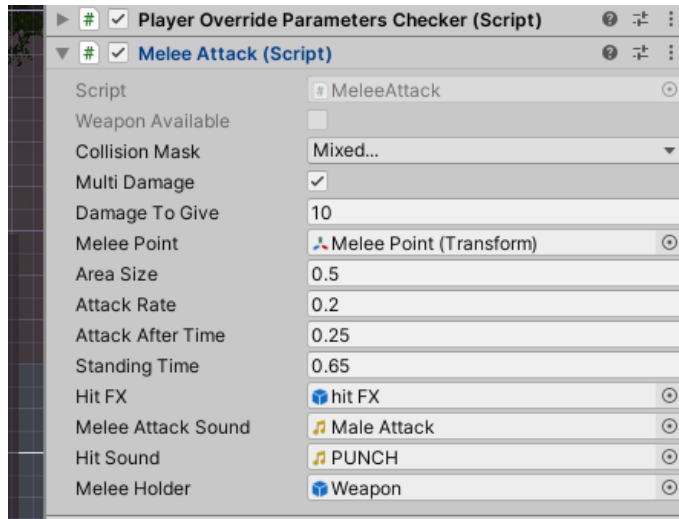 Player Override Parameters Checker (Script)
Melee Attack (Script)
Script # MeleeAttack
Weapon Available
Collision Mask Mixed...
Multi Damage
Damage To Give 10
Melee Point Melee Point (Transform)
Area Size 0.5
Attack Rate 0.2
Attack After Time 0.25
Standing Time 0.65
Hit FX hit FX
Melee Attack Sound Male Attack
Hit Sound PUNCH
Melee Holder Weapon